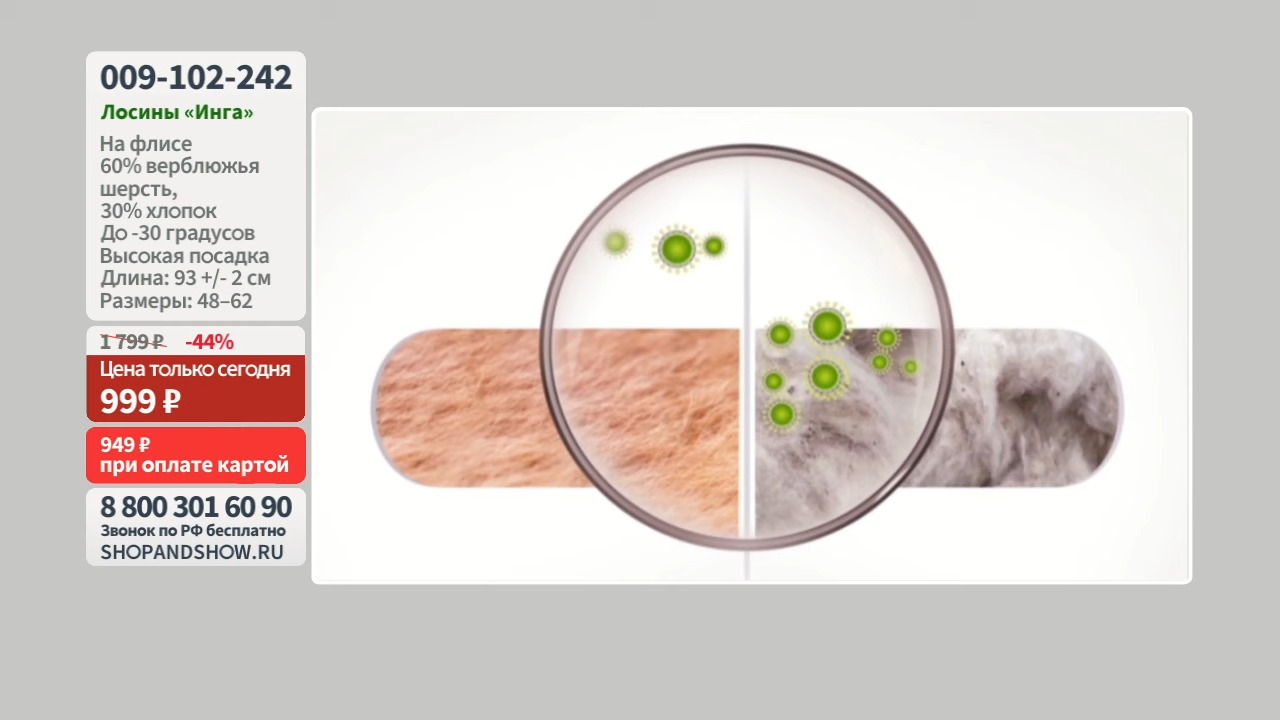 009-102-242
Лосины «Инга»
На флисе
60% верблюжья
шерсть,
30% хлопок
До -30 градусов
Высокая посадка
Длина: 93 +/- 2 см
Размеры: 48–62
1 799 ₽ -44%
Цена только сегодня
999 ₽
949 ₽
при оплате картой
8 800 301 60 90
Звонок по РФ бесплатно
SHOPANDSHOW.RU